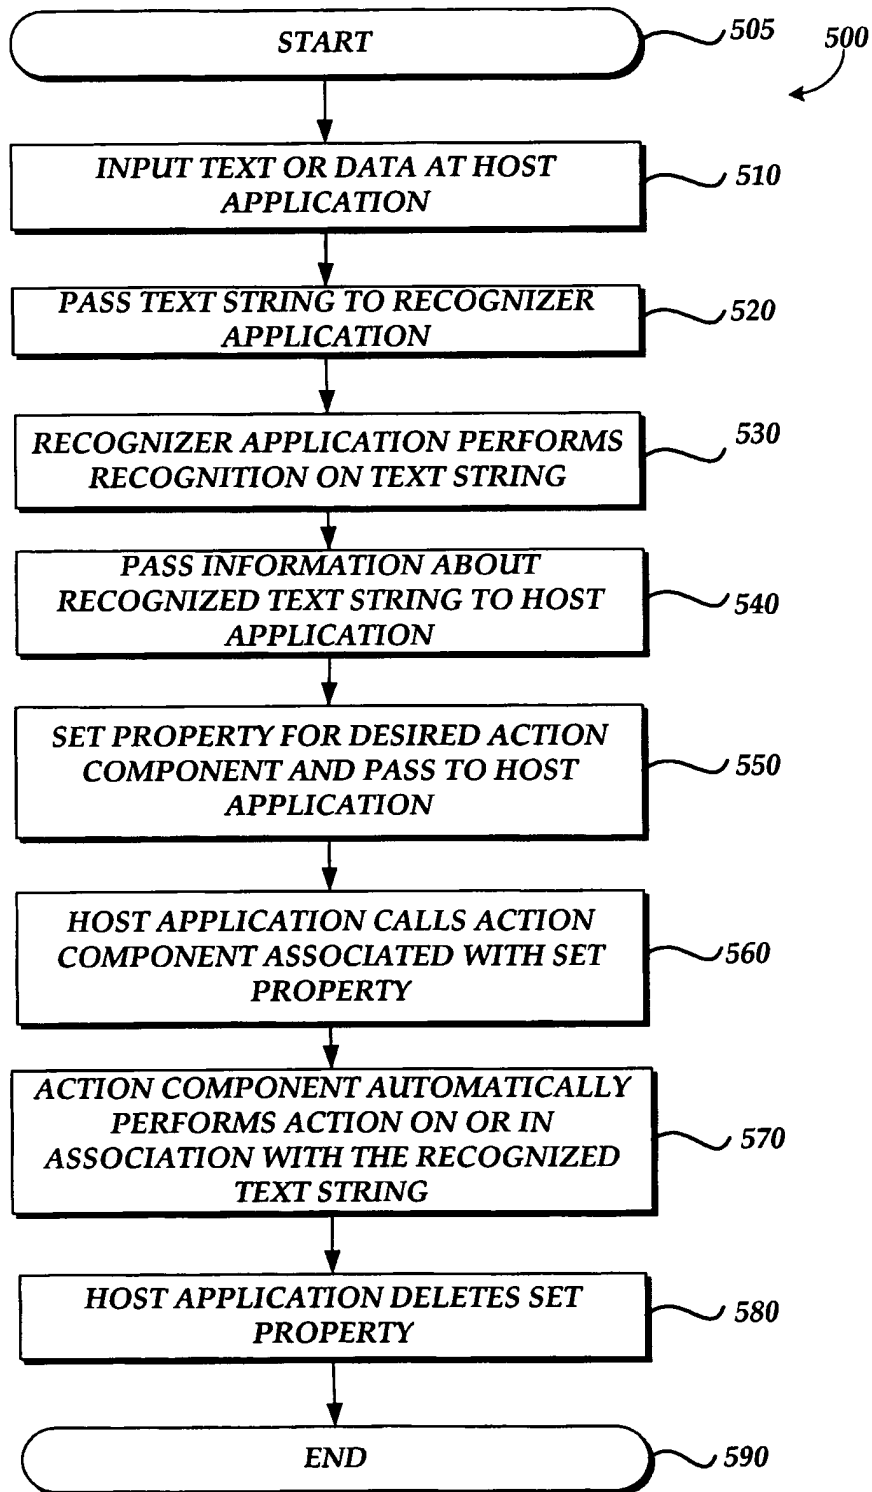 START
505
500
INPUT TEXT OR DATA AT HOST
APPLICATION
510
PASS TEXT STRING TO RECOGNIZER
APPLICATION
520
RECOGNIZER APPLICATION PERFORMS
RECOGNITION ON TEXT STRING
530
PASS INFORMATION ABOUT
RECOGNIZED TEXT STRING TO HOST
APPLICATION
540
SET PROPERTY FOR DESIRED ACTION
COMPONENT AND PASS TO HOST
APPLICATION
550
HOST APPLICATION CALLS ACTION
COMPONENT ASSOCIATED WITH SET
PROPERTY
560
ACTION COMPONENT AUTOMATICALLY
PERFORMS ACTION ON OR IN
ASSOCIATION WITH THE RECOGNIZED
TEXT STRING
570
HOST APPLICATION DELETES SET
PROPERTY
580
END
590